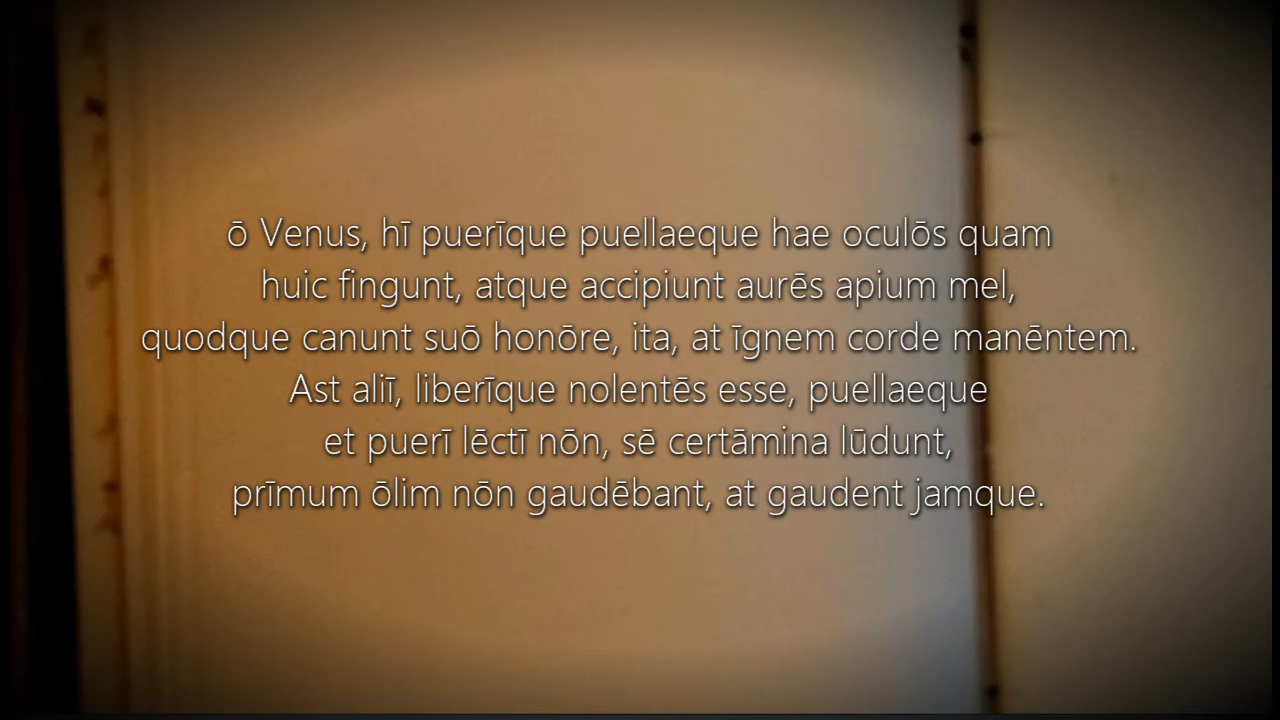 ō Venus, hī puerīque puellaeque hae oculōs quam
huic fingunt, atque accipiunt aurēs apium mel,
quodque canunt suō honōre, ita, at īgnem corde manēntem.
Ast aliī, liberīque nolentēs esse, puellaeque
et puerī lēctī nōn, sē certāmina lūdunt,
prīmum ōlim nōn gaudēbant, at gaudent jamque.